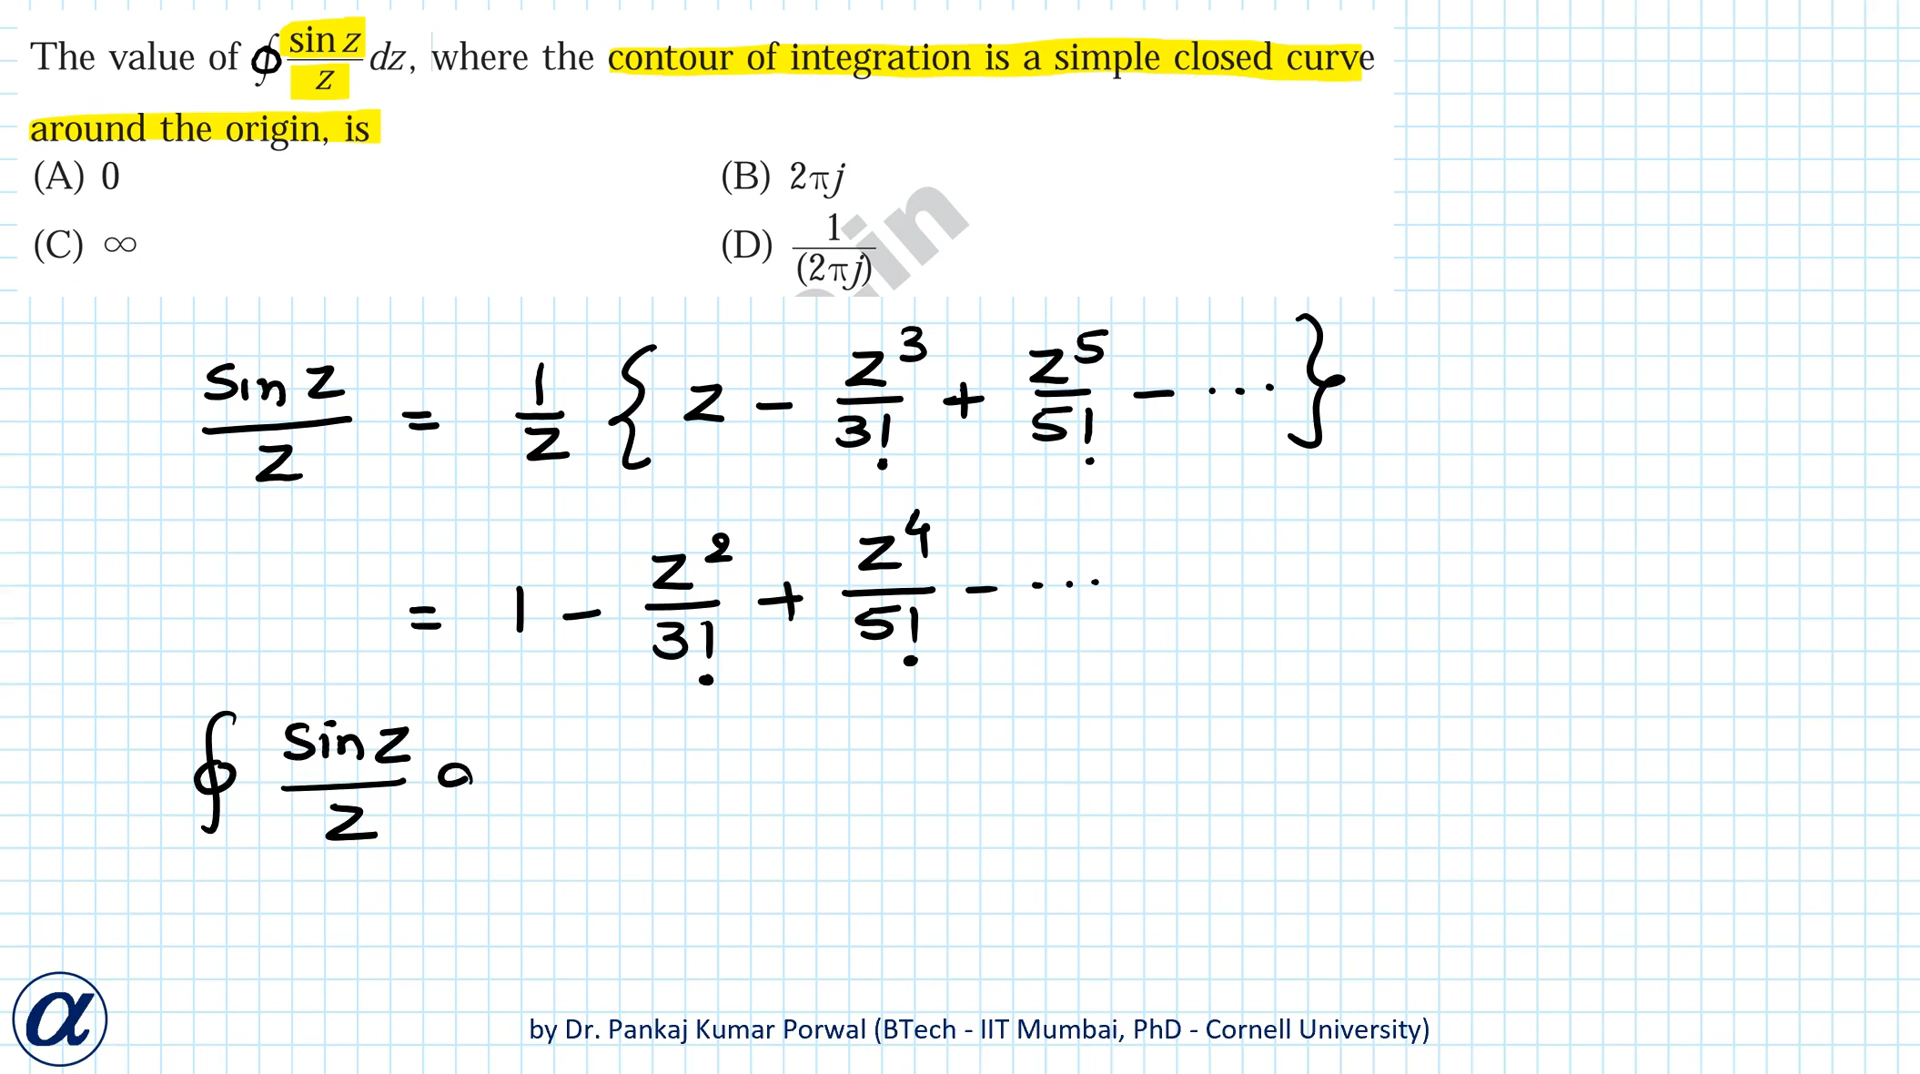 The value of ∮ sin z / z dz, where the contour of integration is a simple closed curve
around the origin, is
(A) 0 (B) 2πj
(C) ∞ (D) 1 / (2πj)
.in
sin z / z = 1/z { z - z³/3! + z⁵/5! - ... }
= 1 - z²/3! + z⁴/5! - ...
∮ sin z / z
α
by Dr. Pankaj Kumar Porwal (BTech - IIT Mumbai, PhD - Cornell University)